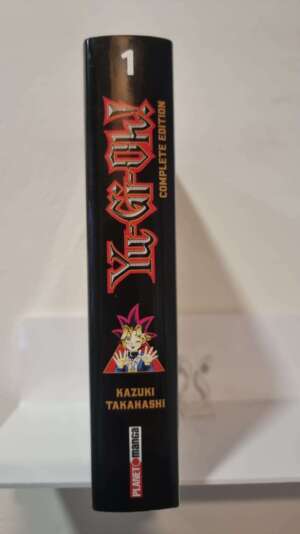 1
Yu-Gi-Oh!
COMPLETE EDITION
KAZUKI
TAKAHASHI
PLANET manga